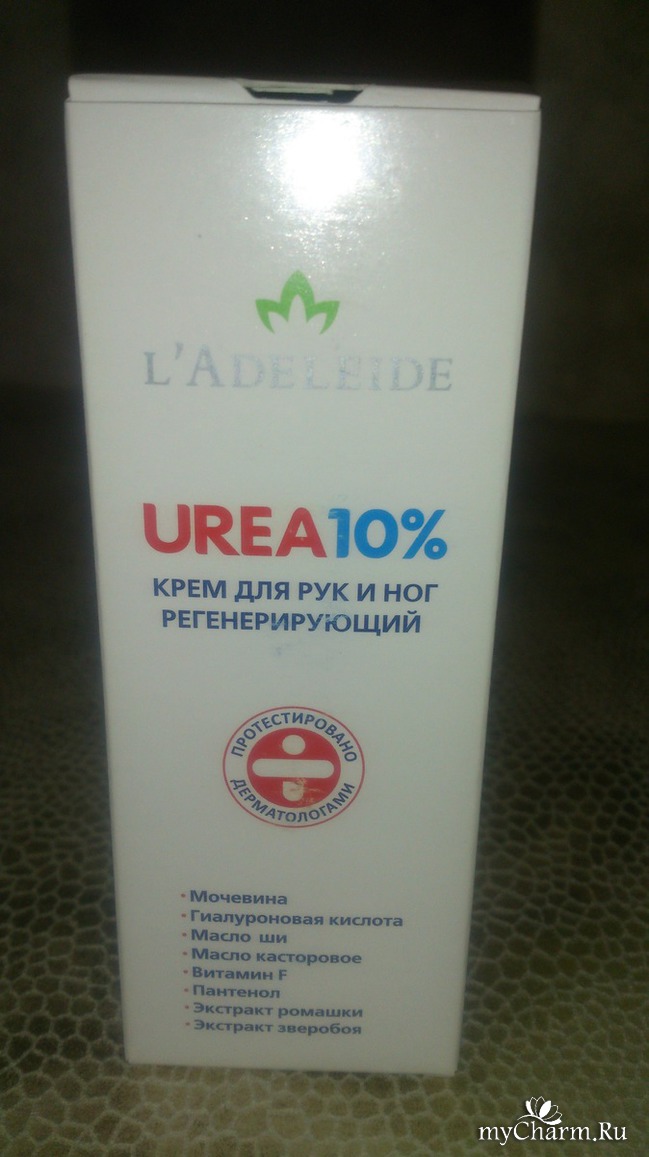 L'ADELEIDE
UREA10%
КРЕМ ДЛЯ РУК И НОГ
РЕГЕНЕРИРУЮЩИЙ
ПРОТЕСТИРОВАНО
ДЕРМАТОЛОГАМИ
• Мочевина
• Гиалуроновая кислота
• Масло ши
• Масло касторовое
• Витамин F
• Пантенол
• Экстракт ромашки
• Экстракт зверобоя
myCharm.Ru